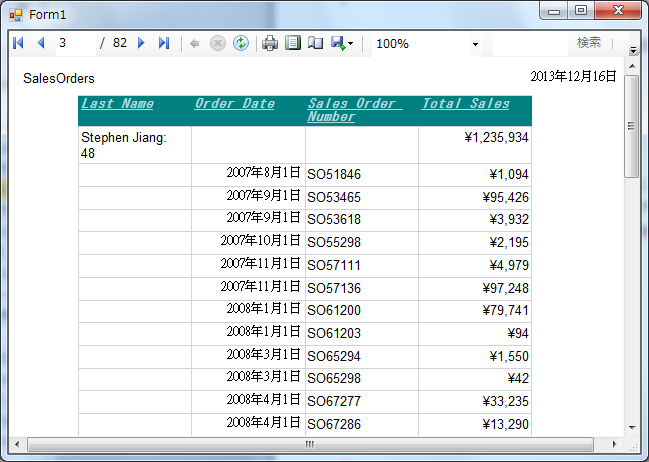 Form1
3 / 82 100% 検索
SalesOrders 2013年12月16日
Last Name Order Date Sales Order Total Sales
Number
Stephen Jiang: ¥1,235,934
48
2007年8月1日 SO51846 ¥1,094
2007年9月1日 SO53465 ¥95,426
2007年9月1日 SO53618 ¥3,932
2007年10月1日 SO55298 ¥2,195
2007年11月1日 SO57111 ¥4,979
2007年11月1日 SO57136 ¥97,248
2008年1月1日 SO61200 ¥79,741
2008年1月1日 SO61203 ¥94
2008年3月1日 SO65294 ¥1,550
2008年3月1日 SO65298 ¥42
2008年4月1日 SO67277 ¥33,235
2008年4月1日 SO67286 ¥13,290